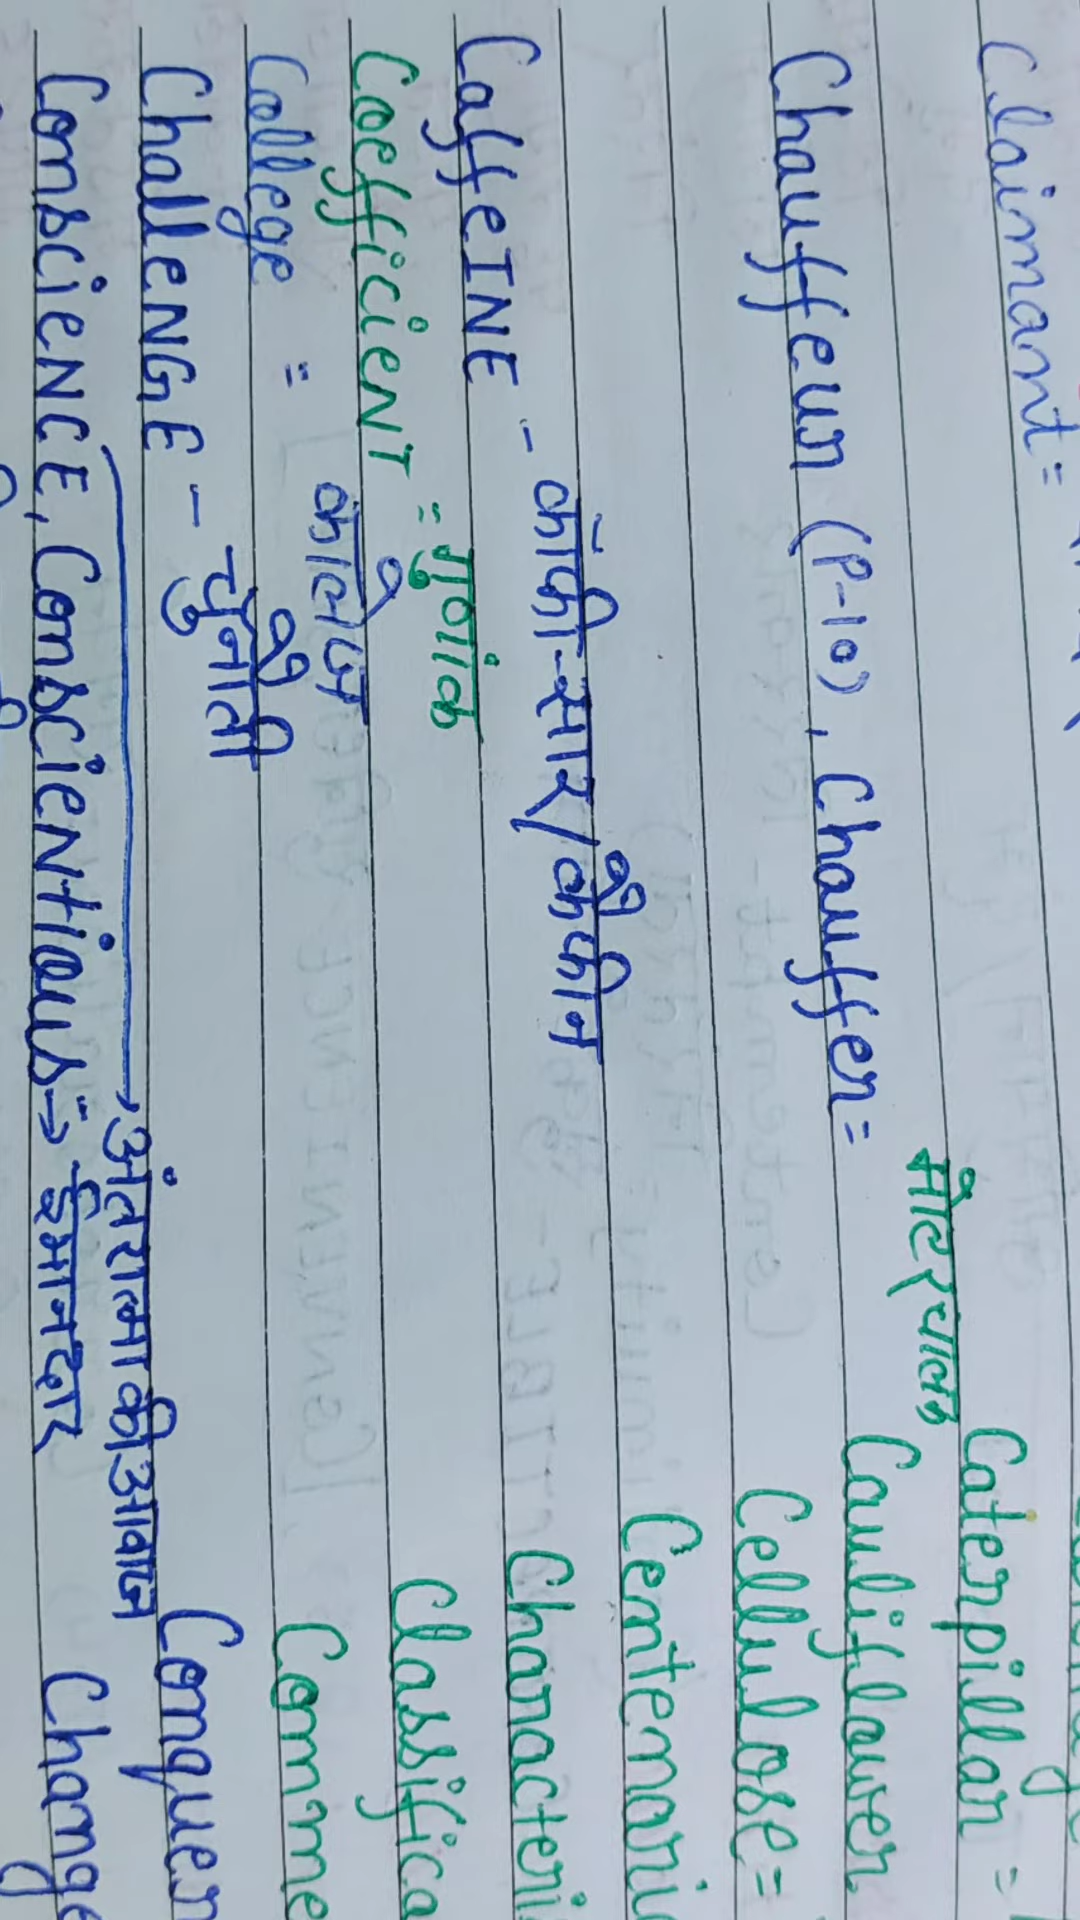 Claimant =
Caterpillar =
मोटर चालक
Chauffeur (P-10), Chauffer =
Cauliflower
Cellulose =
Centenari
CaffeINE - कॉफी-सार/कैफीन
Characteri
CoefficieNT = गुणांक
Classifica
College = कॉलेज
Comme
ChalleNGE - चुनौती
Conquer
अंतरात्मा की आवाज
ConscieNCE, ConscieNtious → ईमानदार
Change